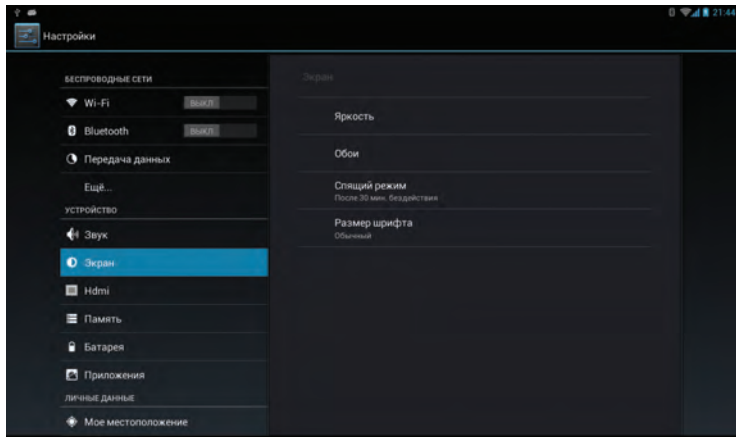 21:44
Настройки
БЕСПРОВОДНЫЕ СЕТИ
Wi-Fi ВЫКЛ
Bluetooth ВЫКЛ
Передача данных
Ещё...
УСТРОЙСТВО
Звук
Экран
Hdmi
Память
Батарея
Приложения
ЛИЧНЫЕ ДАННЫЕ
Мое местоположение
Экран
Яркость
Обои
Спящий режим
После 30 мин. бездействия
Размер шрифта
Обычный